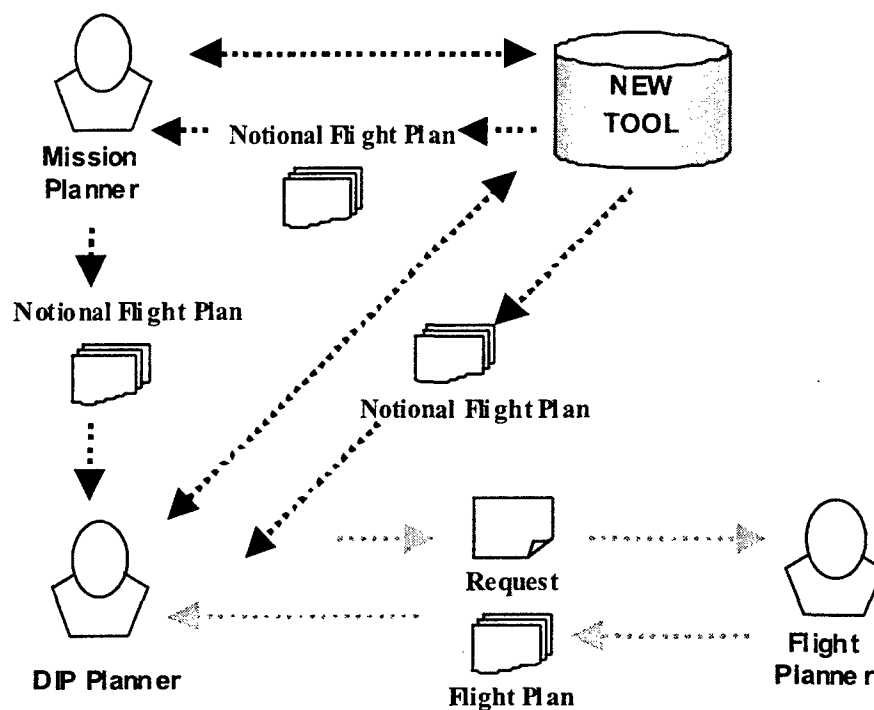 NEW
TOOL
Notional Flight Plan
Mission
Planner
Notional Flight Plan
Notional Flight Plan
Request
DIP Planner
Flight Plan
Flight
Planner